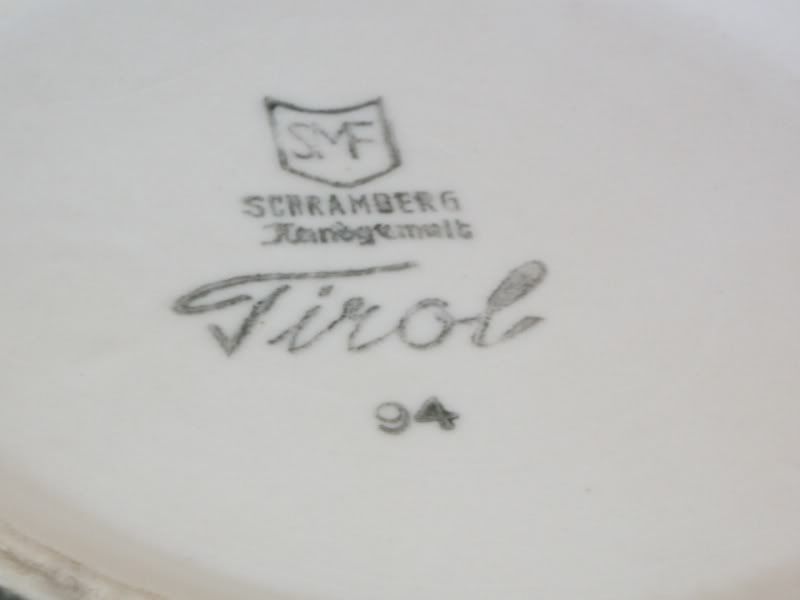 SMF
SCHRAMBERG
Handgemalt
Tirol
94